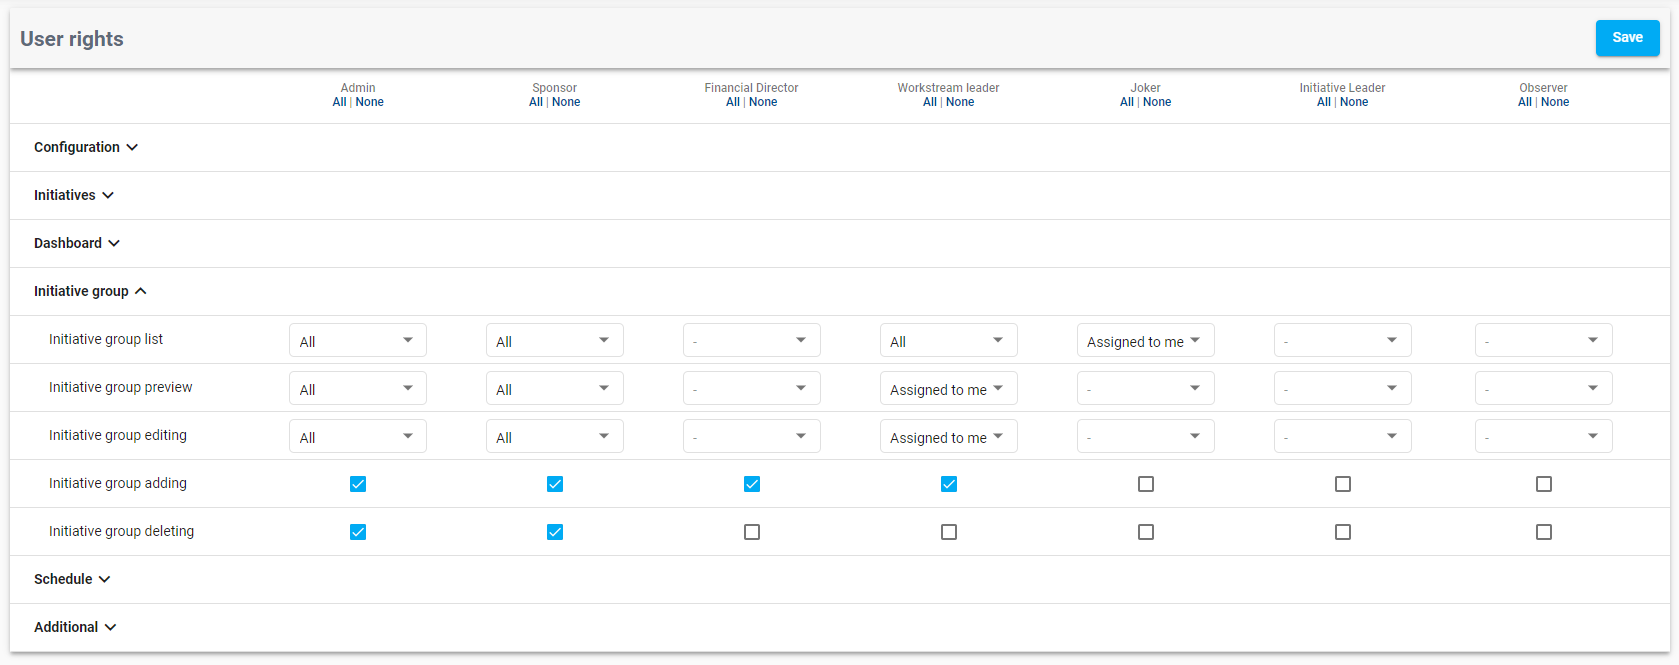 User rights
Save
Admin Sponsor Financial Director Workstream leader Joker Initiative Leader Observer
All | None All | None All | None All | None All | None All | None All | None
Configuration
Initiatives
Dashboard
Initiative group
Initiative group list All All - All Assigned to me - -
Initiative group preview All All - Assigned to me - - -
Initiative group editing All All - Assigned to me - - -
Initiative group adding
Initiative group deleting
Schedule
Additional